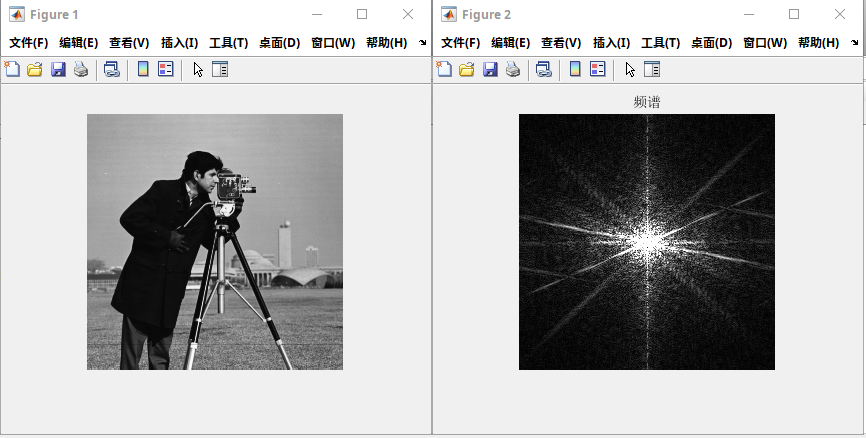 Figure 1
文件(F) 编辑(E) 查看(V) 插入(I) 工具(T) 桌面(D) 窗口(W) 帮助(H)
Figure 2
文件(F) 编辑(E) 查看(V) 插入(I) 工具(T) 桌面(D) 窗口(W) 帮助(H)
频谱